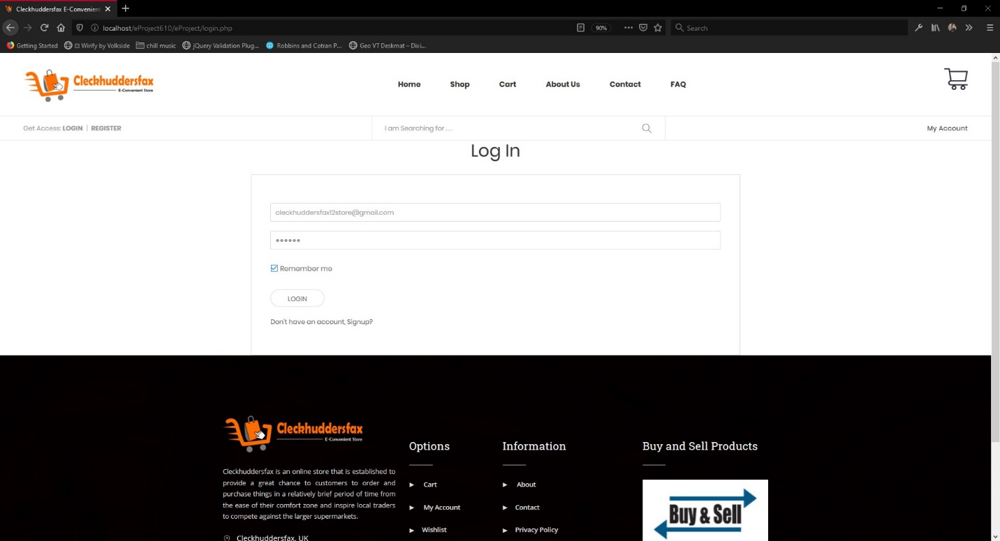 Cleckhuddersfax E-Convenient
localhost/eProject610/eProject/login.php
90%
Search
Getting Started
Wirify by Volkside
chill music
jQuery Validation Plug...
Robbins and Cotran P...
Geo VT Deskmat – Dixi...
Cleckhuddersfax
E-Convenient Store
Home
Shop
Cart
About Us
Contact
FAQ
Get Access: LOGIN | REGISTER
I am Searching for . . .
My Account
Log In
cleckhuddersfax12store@gmail.com
••••••
Remember me
LOGIN
Don't have an account, Signup?
Cleckhuddersfax
E-Convenient Store
Cleckhuddersfax is an online store that is established to
provide a great chance to customers to order and
purchase things in a relatively brief period of time from
the ease of their comfort zone and inspire local traders
to compete against the larger supermarkets.
Cleckhuddersfax, UK
Options
Cart
My Account
Wishlist
Information
About
Contact
Privacy Policy
Buy and Sell Products
Buy & Sell